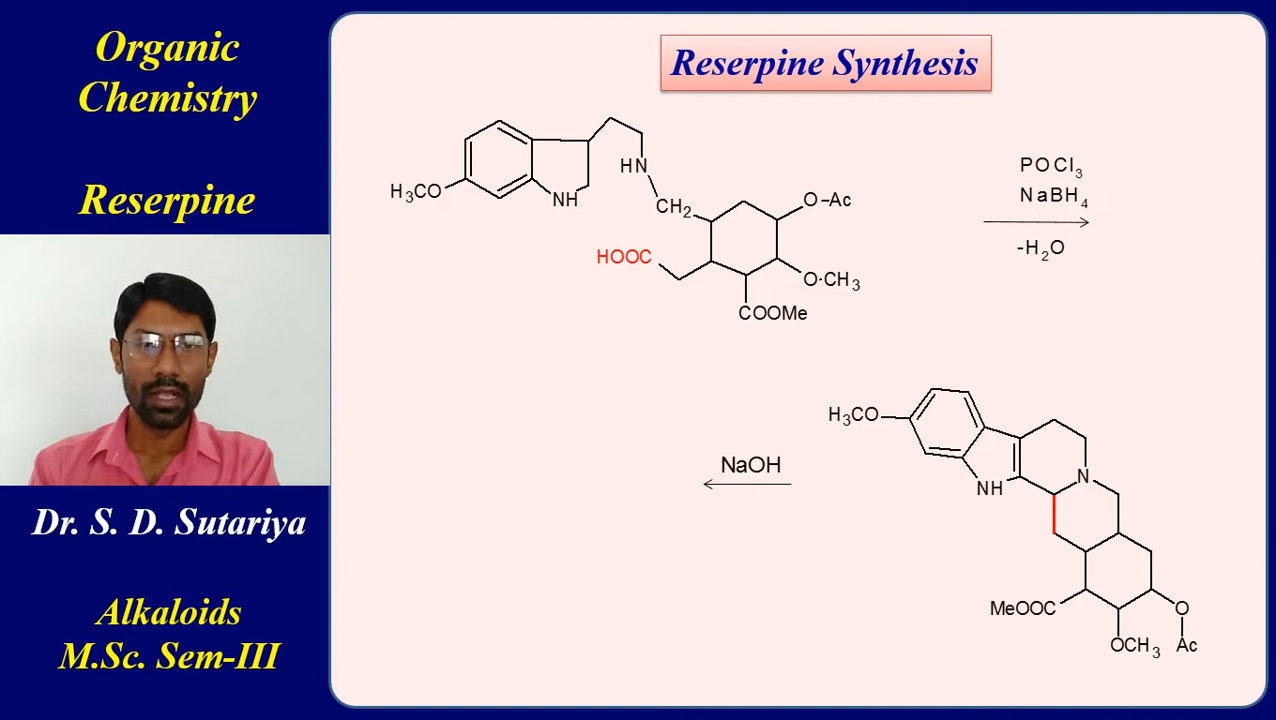 Organic
Chemistry
Reserpine
Dr. S. D. Sutariya
Alkaloids
M.Sc. Sem-III
Reserpine Synthesis
H3CO
NH
HN
CH2
HOOC
O-Ac
O·CH3
COOMe
POCl3
NaBH4
-H2O
NaOH
H3CO
NH
N
MeOOC
O
OCH3
Ac